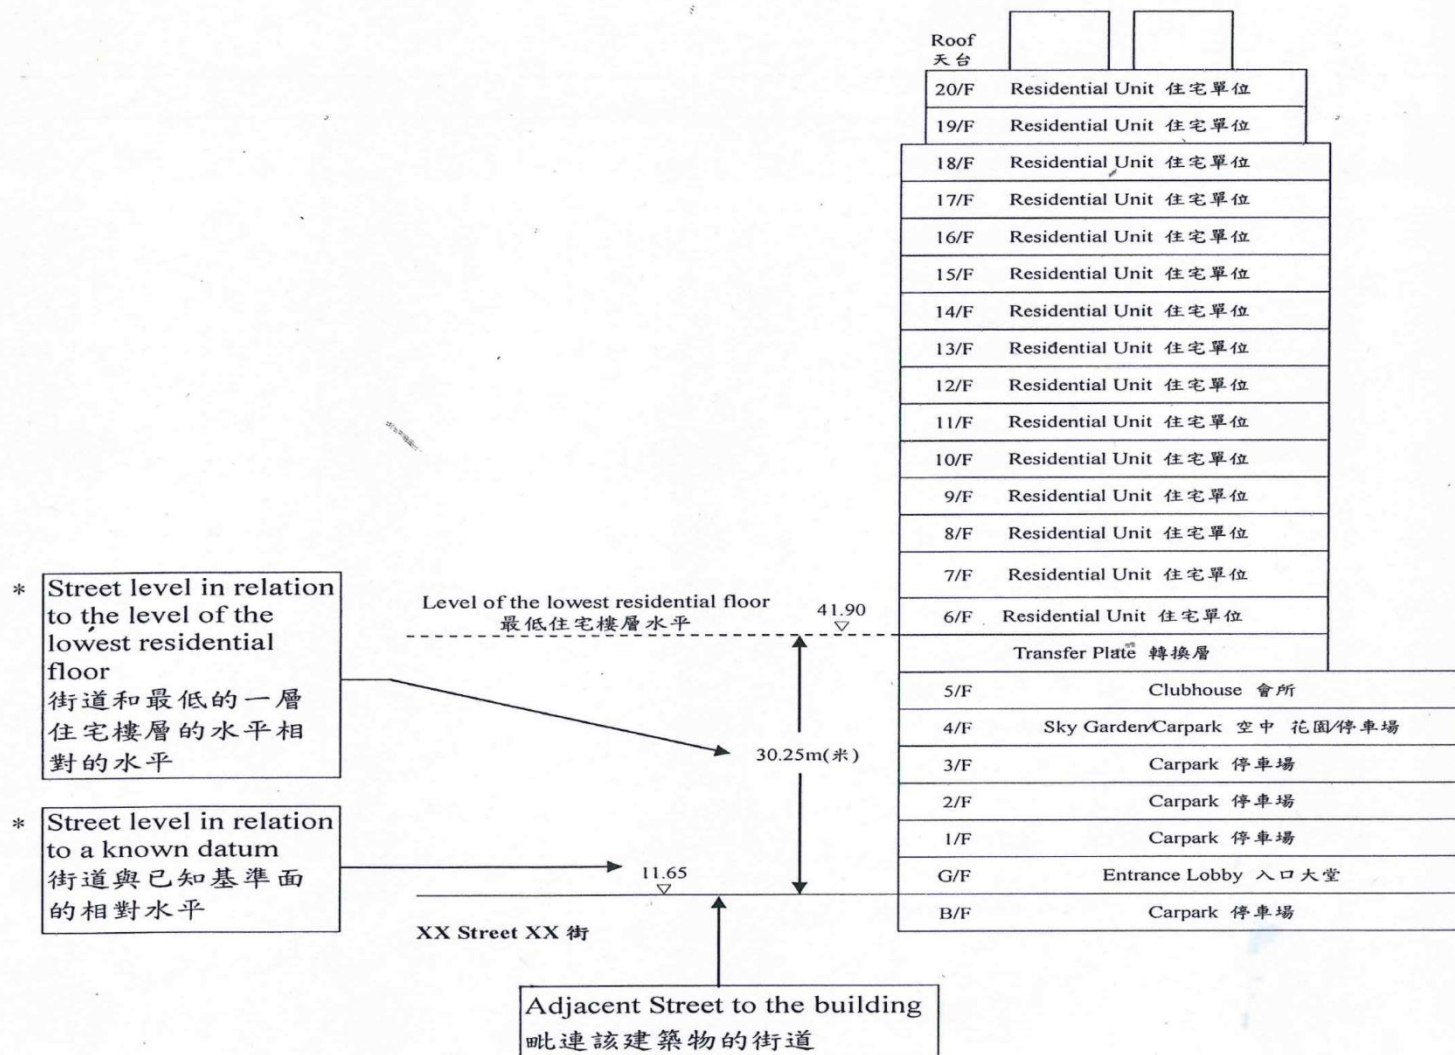 Roof
天台
20/F Residential Unit 住宅單位
19/F Residential Unit 住宅單位
18/F Residential Unit 住宅單位
17/F Residential Unit 住宅單位
16/F Residential Unit 住宅單位
15/F Residential Unit 住宅單位
14/F Residential Unit 住宅單位
13/F Residential Unit 住宅單位
12/F Residential Unit 住宅單位
11/F Residential Unit 住宅單位
10/F Residential Unit 住宅單位
9/F Residential Unit 住宅單位
8/F Residential Unit 住宅單位
7/F Residential Unit 住宅單位
6/F Residential Unit 住宅單位
Transfer Plate 轉換層
5/F Clubhouse 會所
4/F Sky Garden/Carpark 空中 花園/停車場
3/F Carpark 停車場
2/F Carpark 停車場
1/F Carpark 停車場
G/F Entrance Lobby 入口大堂
B/F Carpark 停車場
* Street level in relation
to the level of the
lowest residential
floor
街道和最低的一層
住宅樓層的水平相
對的水平
Level of the lowest residential floor
最低住宅樓層水平
41.90
30.25m(米)
* Street level in relation
to a known datum
街道與已知基準面
的相對水平
11.65
XX Street XX 街
Adjacent Street to the building
毗連該建築物的街道